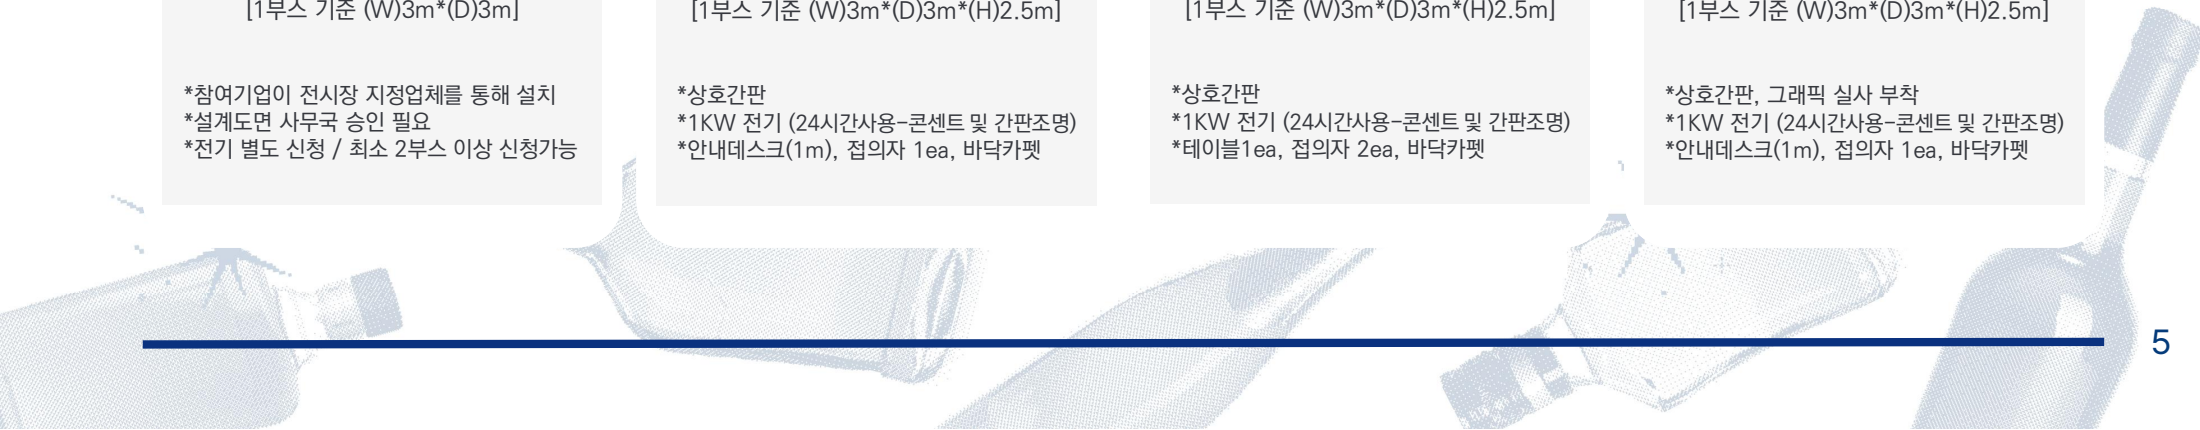 [1부스 기준 (W)3m*(D)3m]
*참여기업이 전시장 지정업체를 통해 설치
*설계도면 사무국 승인 필요
*전기 별도 신청 / 최소 2부스 이상 신청가능
[1부스 기준 (W)3m*(D)3m*(H)2.5m]
*상호간판
*1KW 전기 (24시간사용-콘센트 및 간판조명)
*안내데스크(1m), 접의자 1ea, 바닥카펫
[1부스 기준 (W)3m*(D)3m*(H)2.5m]
*상호간판
*1KW 전기 (24시간사용-콘센트 및 간판조명)
*테이블1ea, 접의자 2ea, 바닥카펫
[1부스 기준 (W)3m*(D)3m*(H)2.5m]
*상호간판, 그래픽 실사 부착
*1KW 전기 (24시간사용-콘센트 및 간판조명)
*안내데스크(1m), 접의자 1ea, 바닥카펫
5